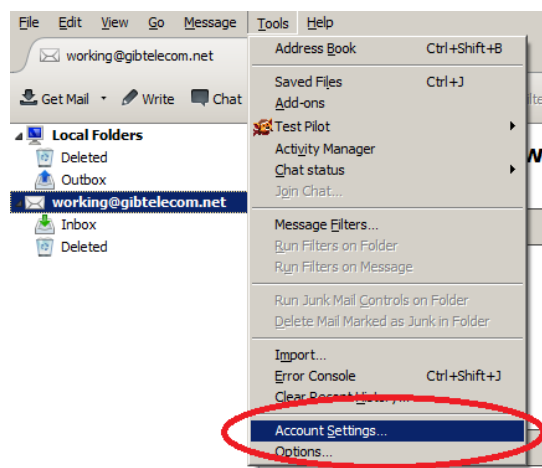 File Edit View Go Message Tools Help
working@gibtelecom.net
Get Mail Write Chat
Local Folders
Deleted
Outbox
working@gibtelecom.net
Inbox
Deleted
Address Book Ctrl+Shift+B
Saved Files Ctrl+J
Add-ons
Test Pilot
Activity Manager
Chat status
Join Chat...
Message Filters...
Run Filters on Folder
Run Filters on Message
Run Junk Mail Controls on Folder
Delete Mail Marked as Junk in Folder
Import...
Error Console Ctrl+Shift+J
Clear Recent History...
Account Settings...
Options...